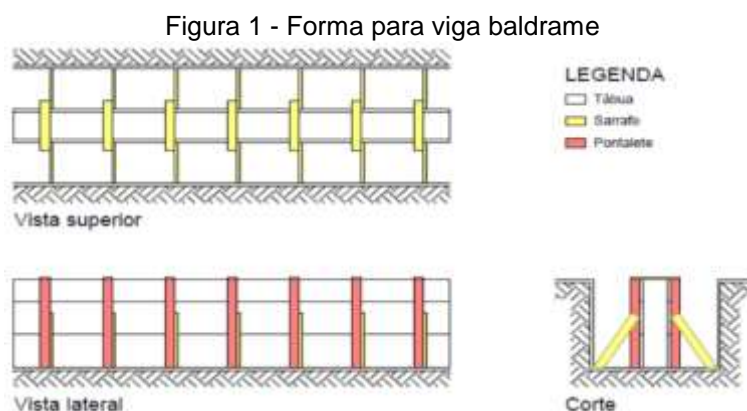 Figura 1 - Forma para viga baldrame
LEGENDA
Tábua
Sarrafo
Pontalete
Vista superior
Vista lateral
Corte